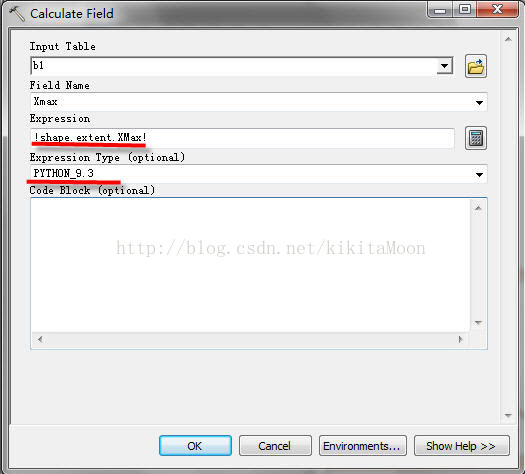 Calculate Field
Input Table
b1
Field Name
Xmax
Expression
!shape.extent.XMax!
Expression Type (optional)
PYTHON_9.3
Code Block (optional)
http://blog.csdn.net/kikitaMoon
OK
Cancel
Environments...
Show Help >>